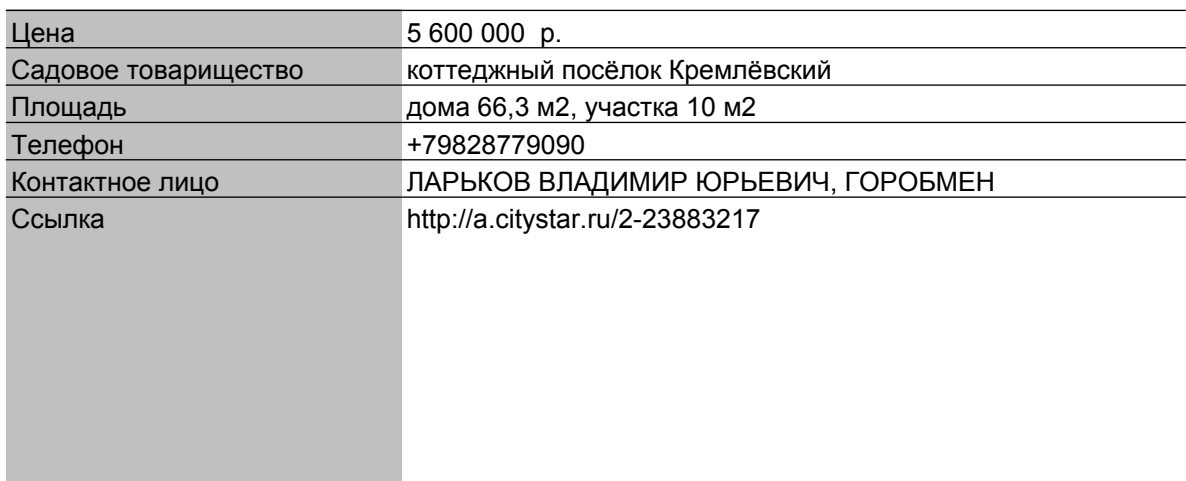 Цена 5 600 000 р.
Садовое товарищество коттеджный посёлок Кремлёвский
Площадь дома 66,3 м2, участка 10 м2
Телефон +79828779090
Контактное лицо ЛАРЬКОВ ВЛАДИМИР ЮРЬЕВИЧ, ГОРОБМЕН
Ссылка http://a.citystar.ru/2-23883217